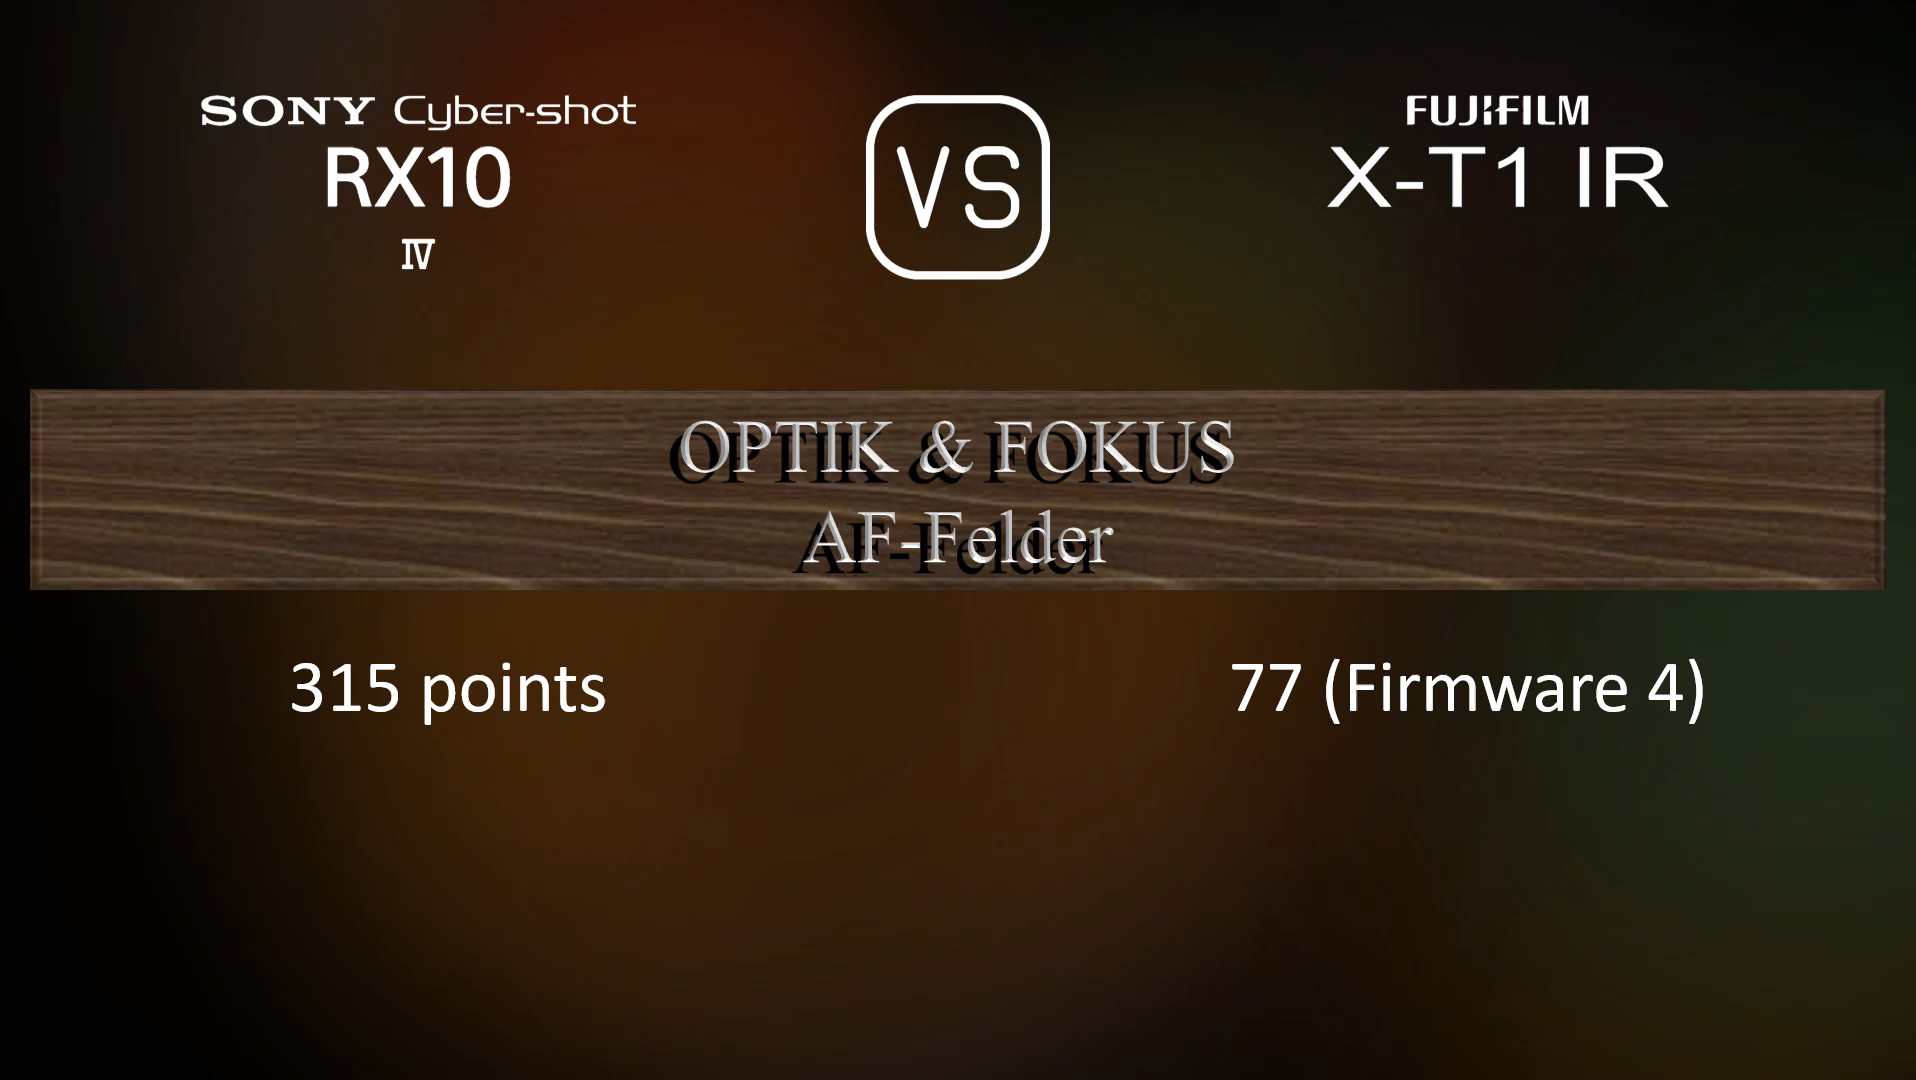 SONY Cyber-shot
RX10
IV
VS
FUJIFILM
X-T1 IR
OPTIK & FOKUS
AF-Felder
315 points
77 (Firmware 4)